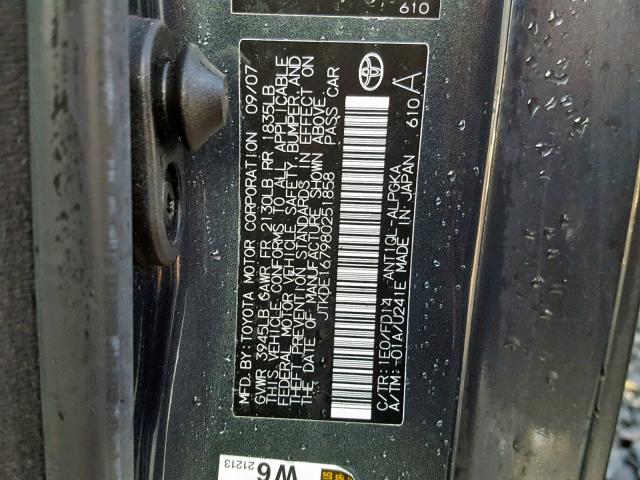 MFD. BY: TOYOTA MOTOR CORPORATION 09/07
GVWR 3945LB GAWR FR 2130LB RR 1835LB
THIS VEHICLE CONFORMS TO ALL APPLICABLE
FEDERAL MOTOR VEHICLE SAFETY, BUMPER, AND
THEFT PREVENTION STANDARDS IN EFFECT ON
THE DATE OF MANUFACTURE SHOWN ABOVE.
JTKDE167980251858 PASS CAR
C/TR: 1E0/FD14 ANT10L-ALPGKA
A/TM: -01A/U241E MADE IN JAPAN
610 A
610
W6
21213